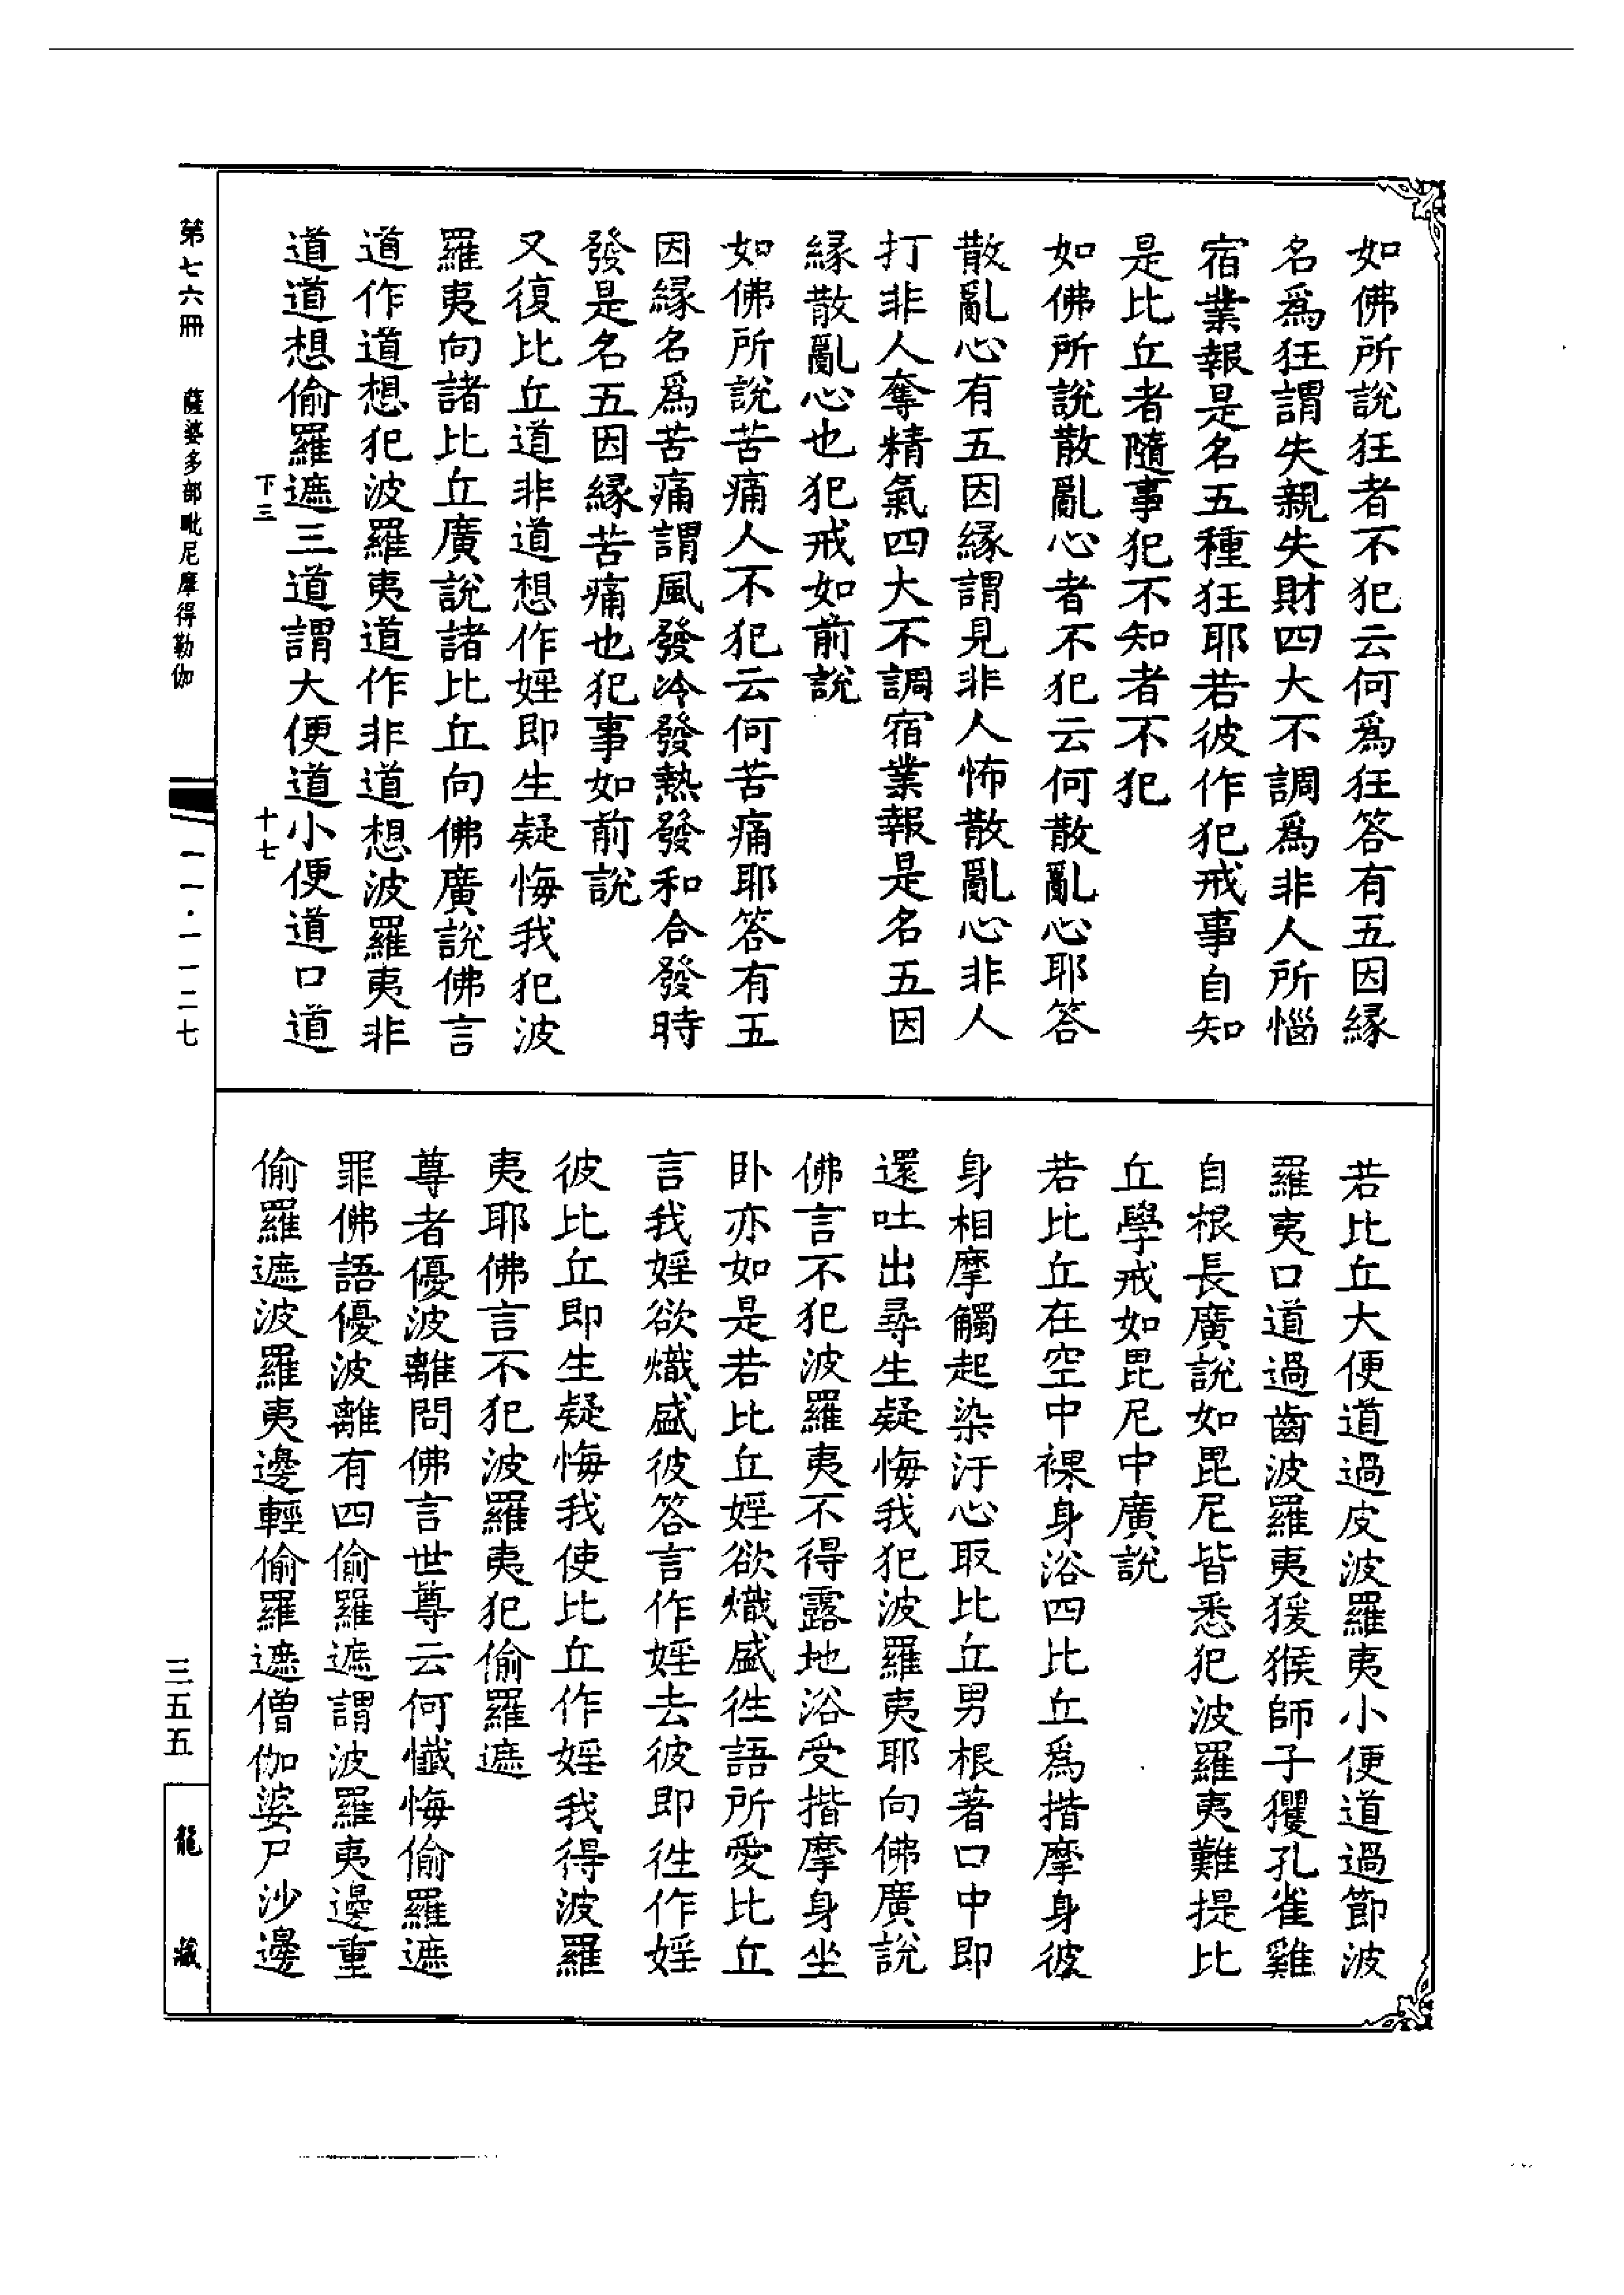 如佛所說狂者不犯云何爲狂答有五因緣
名爲狂謂失親失財四大不調爲非人所惱
宿業報是名五種狂耶若彼作犯戒事自知
是比丘者隨事犯不知者不犯
如佛所說散亂心者不犯云何散亂心耶答
散亂心有五因緣謂見非人怖散亂心非人
打非人奪精氣四大不調宿業報是名五因
緣散亂心也犯戒如前說
如佛所說苦痛人不犯云何苦痛耶答有五
因緣名爲苦痛謂風發冷發熱發和合發時
發是名五因緣苦痛也犯事如前說
又復比丘道非道想作婬即生疑悔我犯波
羅夷向諸比丘廣說諸比丘向佛廣說佛言
道作道想犯波羅夷道作非道想波羅夷非
道道想偷羅遮三道謂大便道小便道口道
下三
十七
若比丘大便道過皮波羅夷小便道過節波
羅夷口道過齒波羅夷猨猴師子玃孔雀雞
自根長廣說如毘尼皆悉犯波羅夷難提比
丘學戒如毘尼中廣說
若比丘在空中裸身浴四比丘爲揩摩身彼
身相摩觸起染汙心取比丘男根著口中即
還吐出尋生疑悔我犯波羅夷耶向佛廣說
佛言不犯波羅夷不得露地浴受揩摩身坐
卧亦如是若比丘婬欲熾盛往語所愛比丘
言我婬欲熾盛彼答言作婬去彼即往作婬
彼比丘即生疑悔我使比丘作婬我得波羅
夷耶佛言不犯波羅夷犯偷羅遮
尊者優波離問佛言世尊云何懺悔偷羅遮
罪佛語優波離有四偷羅遮謂波羅夷邊重
偷羅遮波羅夷邊輕偷羅遮僧伽婆尸沙邊
第七六冊
薩婆多部毗尼摩得勒伽
一一·一一二七
三五五
龍藏